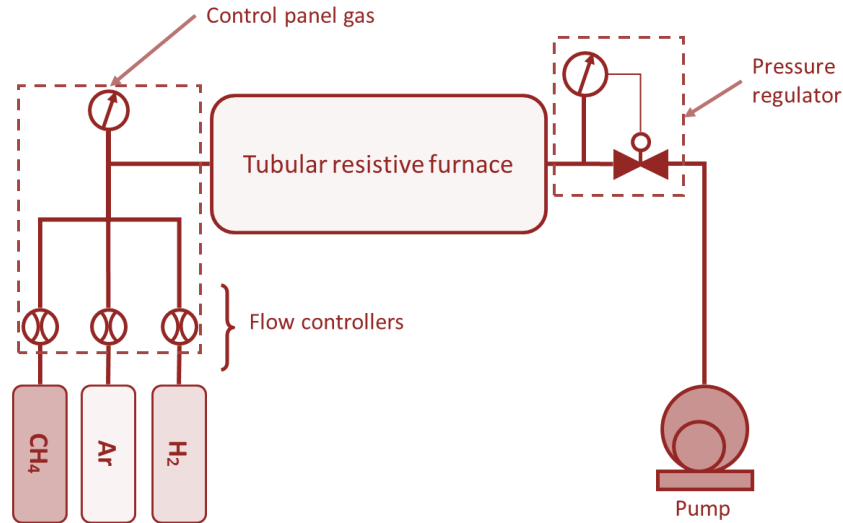 Control panel gas
Pressure
regulator
Tubular resistive furnace
Flow controllers
CH₄
Ar
H₂
Pump